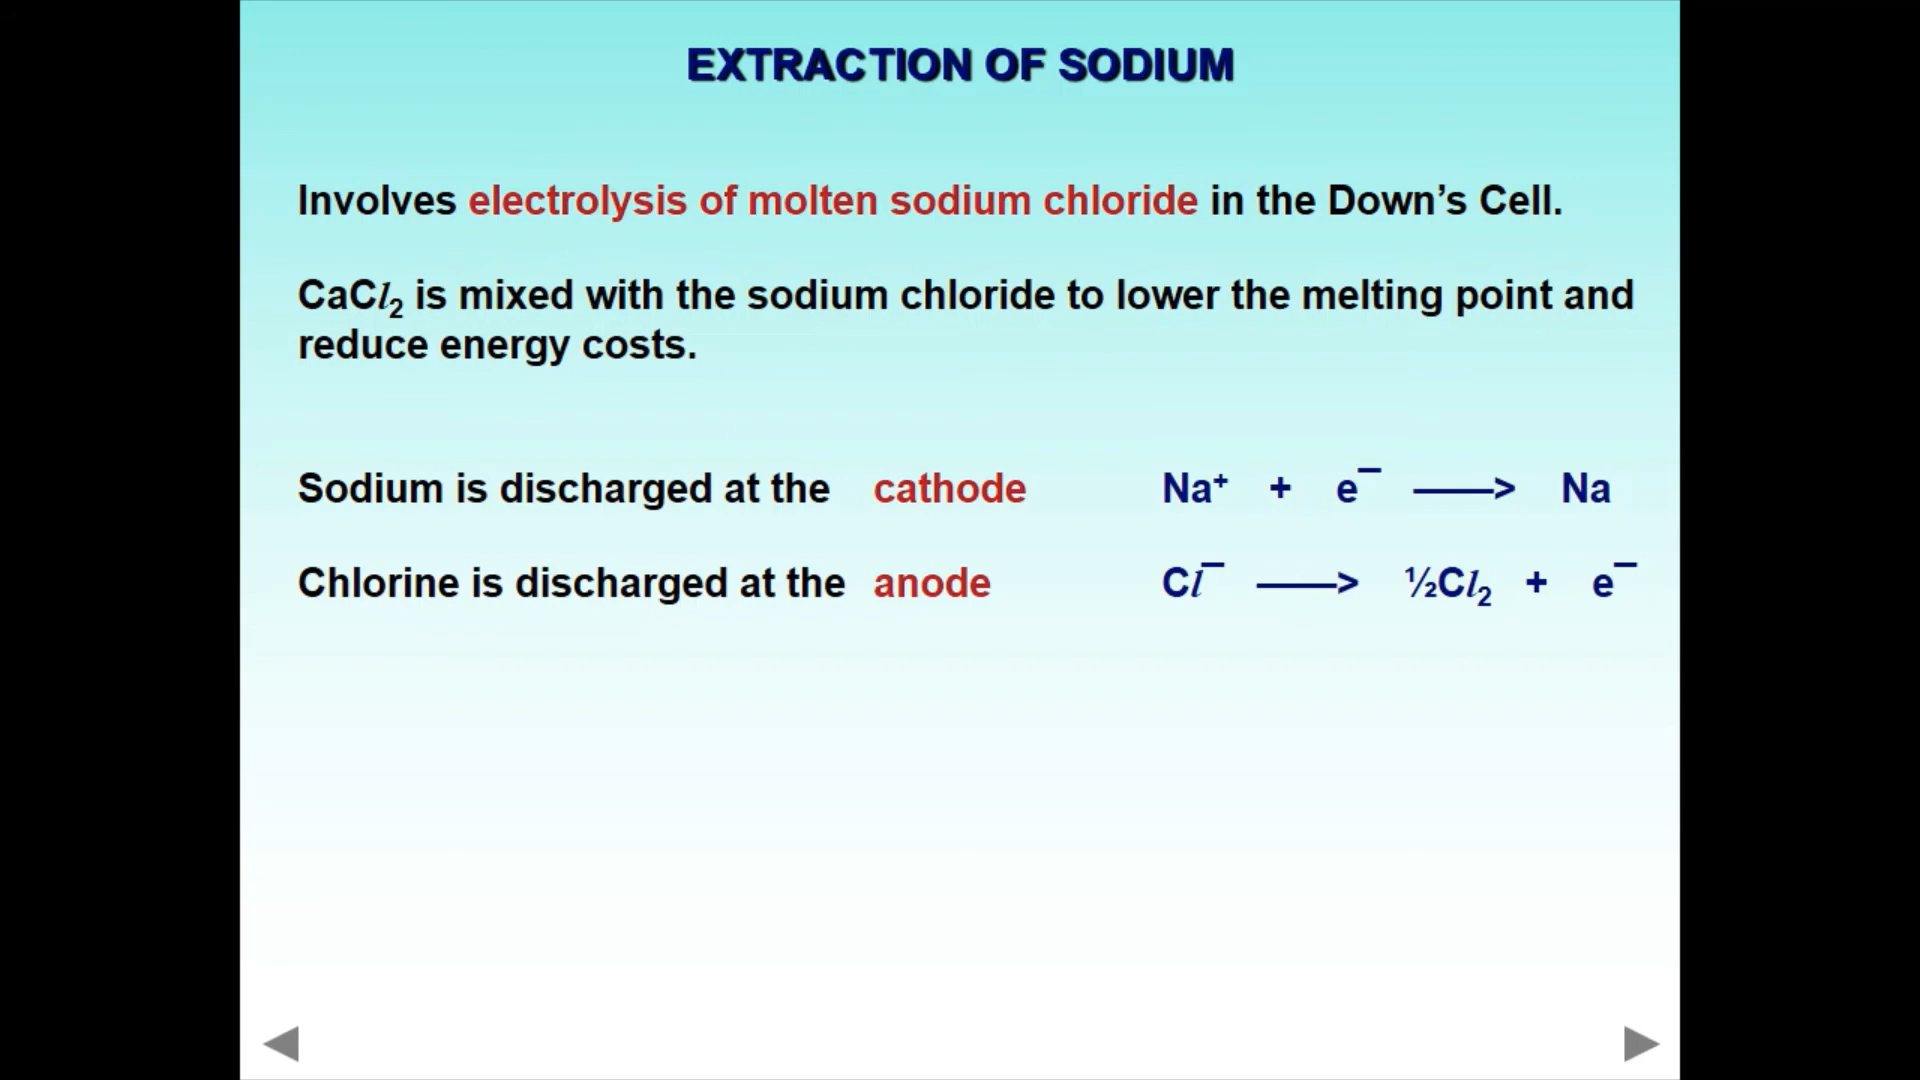 EXTRACTION OF SODIUM
Involves electrolysis of molten sodium chloride in the Down’s Cell.
CaCl₂ is mixed with the sodium chloride to lower the melting point and
reduce energy costs.
Sodium is discharged at the cathode Na⁺ + e¯ ——> Na
Chlorine is discharged at the anode Cl¯ ——> ½Cl₂ + e¯